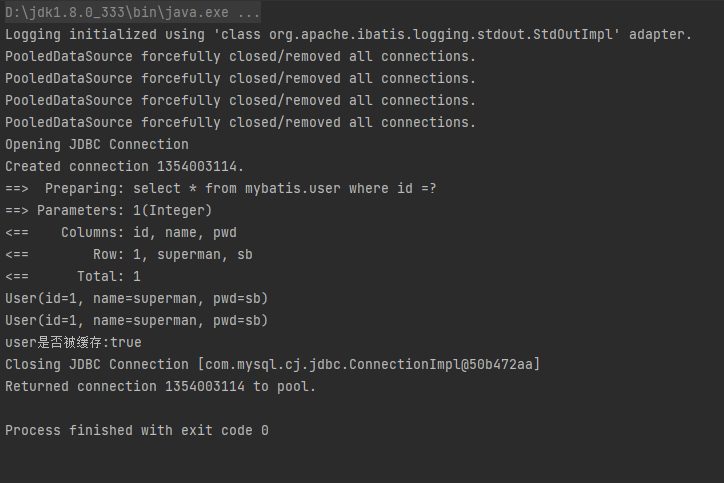 D:\jdk1.8.0_333\bin\java.exe ...
Logging initialized using 'class org.apache.ibatis.logging.stdout.StdOutImpl' adapter.
PooledDataSource forcefully closed/removed all connections.
PooledDataSource forcefully closed/removed all connections.
PooledDataSource forcefully closed/removed all connections.
PooledDataSource forcefully closed/removed all connections.
Opening JDBC Connection
Created connection 1354003114.
==>  Preparing: select * from mybatis.user where id =?
==> Parameters: 1(Integer)
<==    Columns: id, name, pwd
<==        Row: 1, superman, sb
<==      Total: 1
User(id=1, name=superman, pwd=sb)
User(id=1, name=superman, pwd=sb)
user是否被缓存:true
Closing JDBC Connection [com.mysql.cj.jdbc.ConnectionImpl@50b472aa]
Returned connection 1354003114 to pool.
Process finished with exit code 0